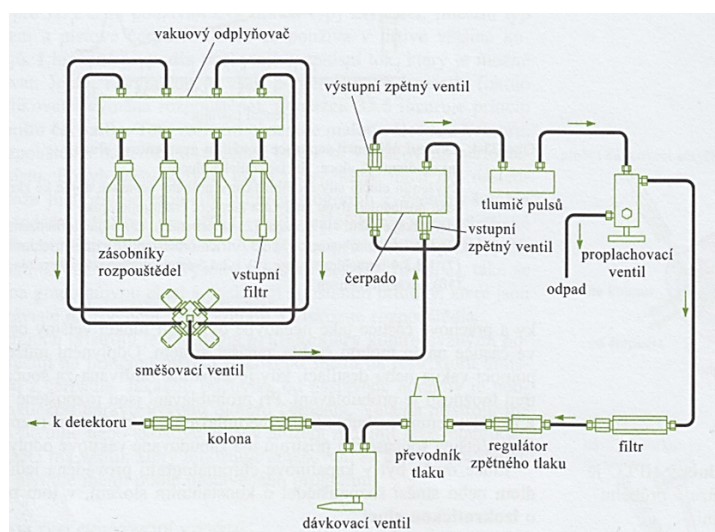 vakuový odplyňovač
výstupní zpětný ventil
tlumič pulsů
proplachovací
ventil
odpad
vstupní
zpětný ventil
čerpado
zásobníky
rozpouštědel
vstupní
filtr
směšovací ventil
k detektoru
kolona
dávkovací ventil
převodník
tlaku
regulátor
zpětného tlaku
filtr